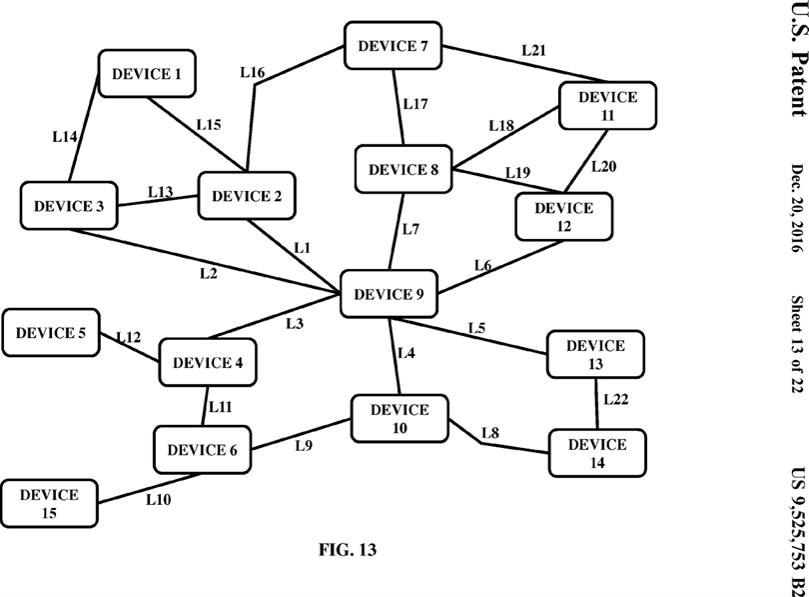 DEVICE 7
L21
DEVICE 1
L16
DEVICE
11
L17
L14
L15
L18
L20
DEVICE 8
L19
L13
DEVICE 2
DEVICE 3
DEVICE
12
L7
L1
L6
L2
DEVICE 9
L3
L5
DEVICE 5
L12
L4
DEVICE
13
DEVICE 4
L22
L11
DEVICE
10
L8
L9
DEVICE 6
DEVICE
14
L10
DEVICE
15
FIG. 13
U.S. Patent Dec. 20, 2016 Sheet 13 of 22 US 9,525,753 B2